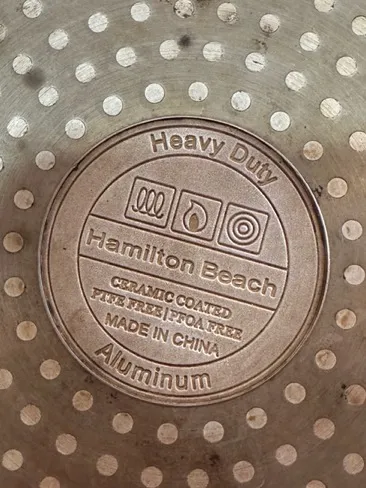 Heavy Duty
Hamilton Beach
CERAMIC COATED
PTFE FREE|PFOA FREE
MADE IN CHINA
Aluminum